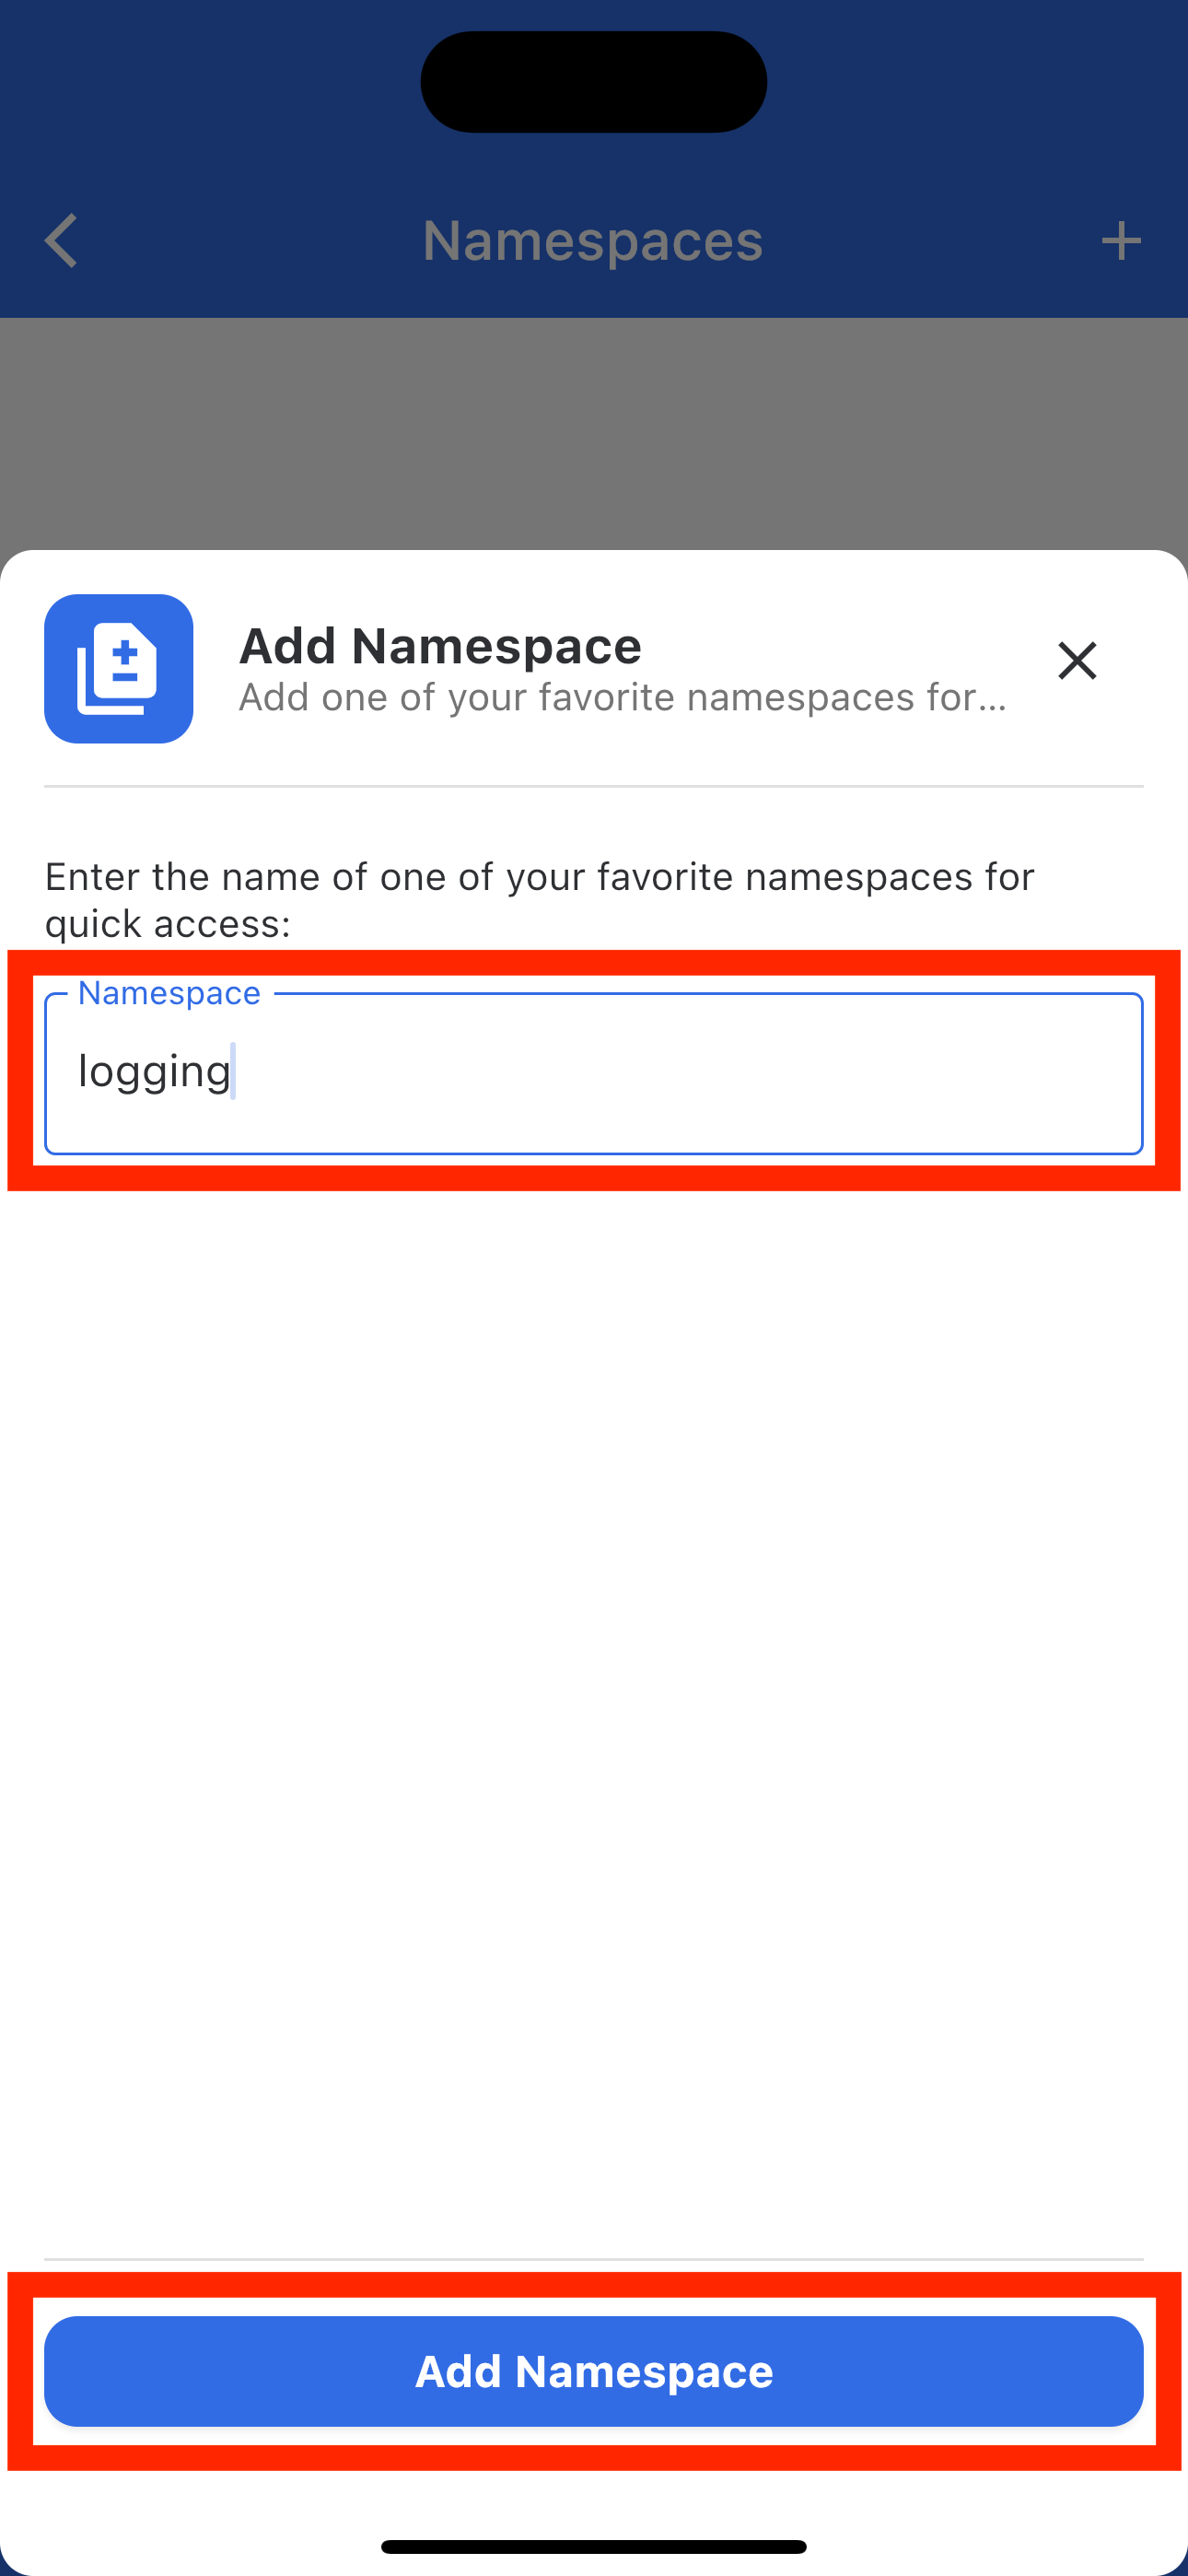 Namespaces
Add Namespace
Add one of your favorite namespaces for...
Enter the name of one of your favorite namespaces for
quick access:
Namespace
logging
Add Namespace